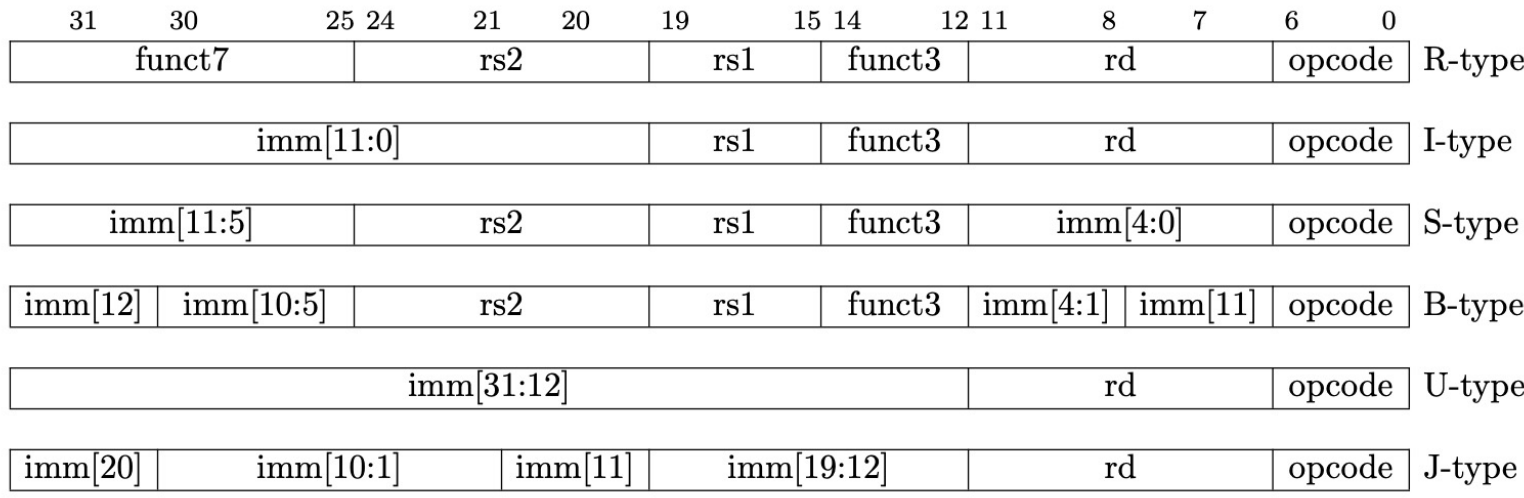 31 30 25 24 21 20 19 15 14 12 11 8 7 6 0
funct7 rs2 rs1 funct3 rd opcode R-type
imm[11:0] rs1 funct3 rd opcode I-type
imm[11:5] rs2 rs1 funct3 imm[4:0] opcode S-type
imm[12] imm[10:5] rs2 rs1 funct3 imm[4:1] imm[11] opcode B-type
imm[31:12] rd opcode U-type
imm[20] imm[10:1] imm[11] imm[19:12] rd opcode J-type